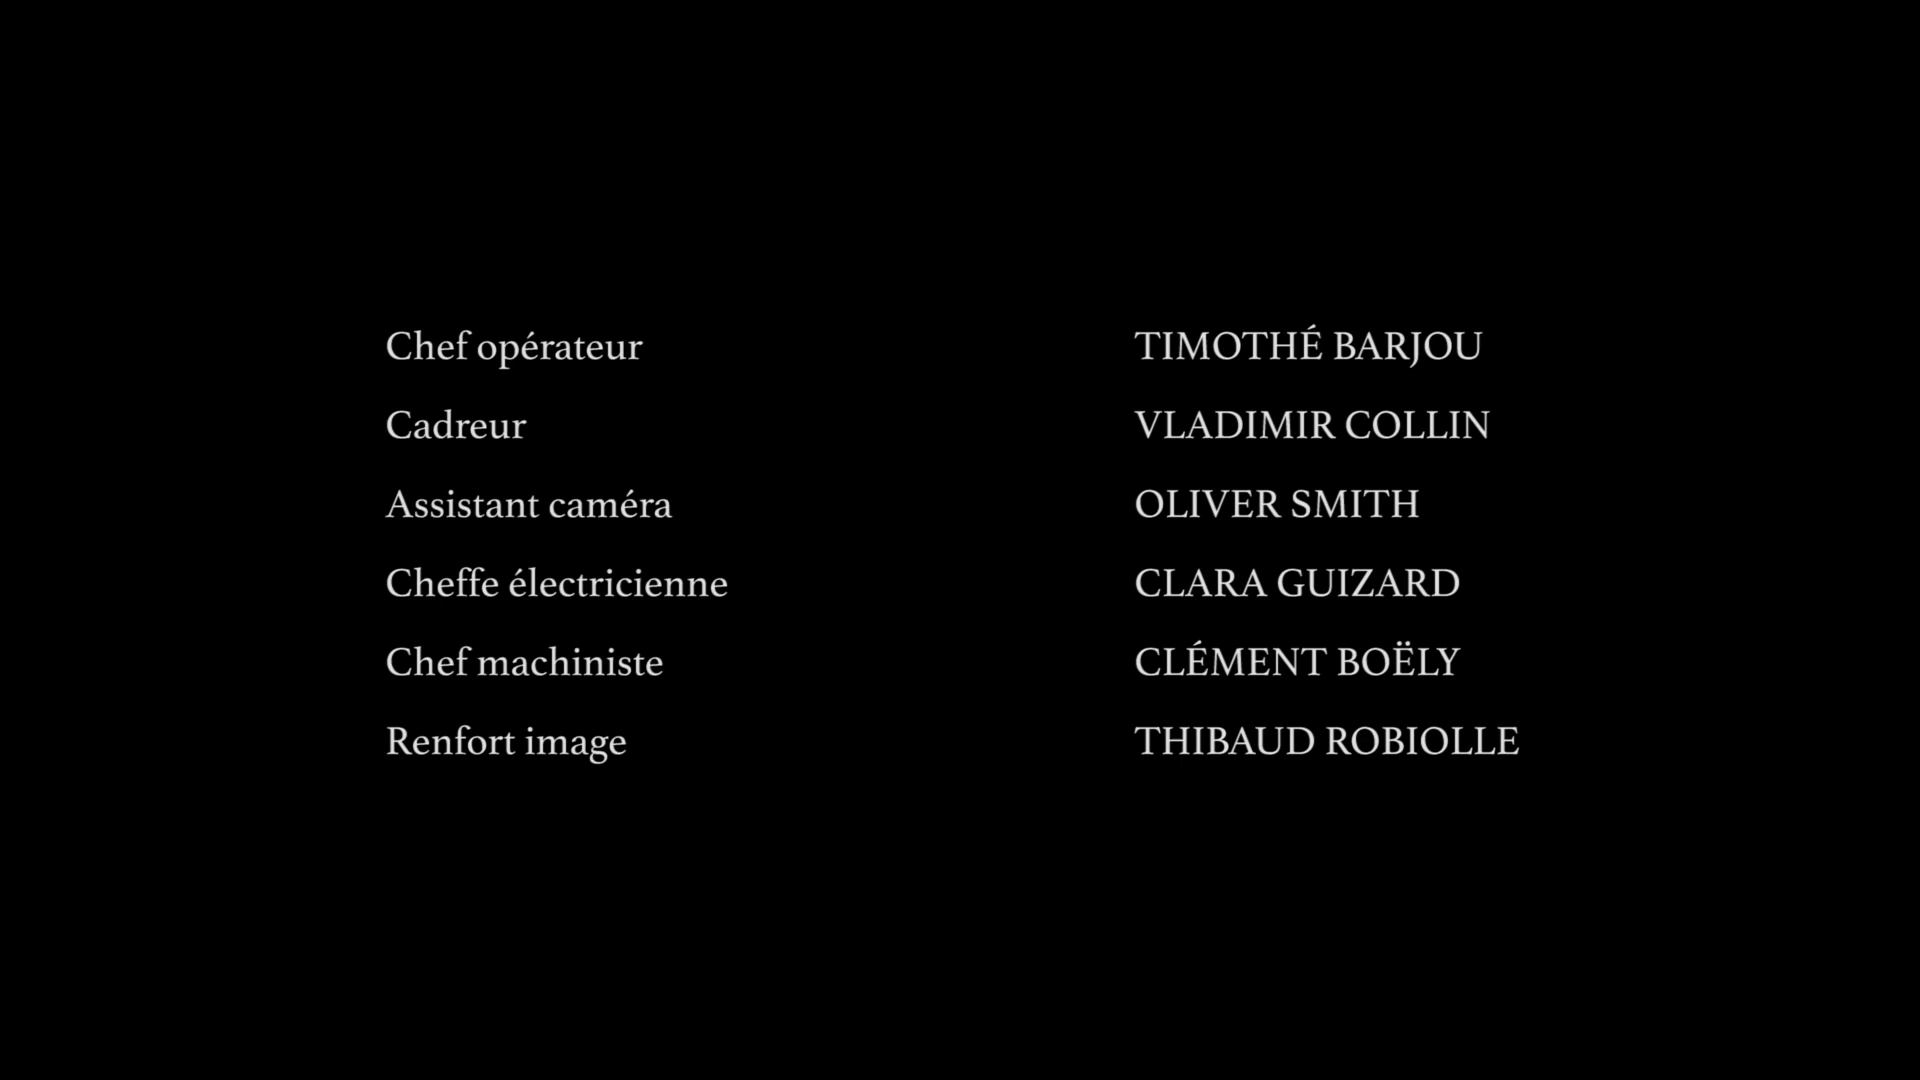 Chef opérateur TIMOTHÉ BARJOU
Cadreur VLADIMIR COLLIN
Assistant caméra OLIVER SMITH
Cheffe électricienne CLARA GUIZARD
Chef machiniste CLÉMENT BOËLY
Renfort image THIBAUD ROBIOLLE